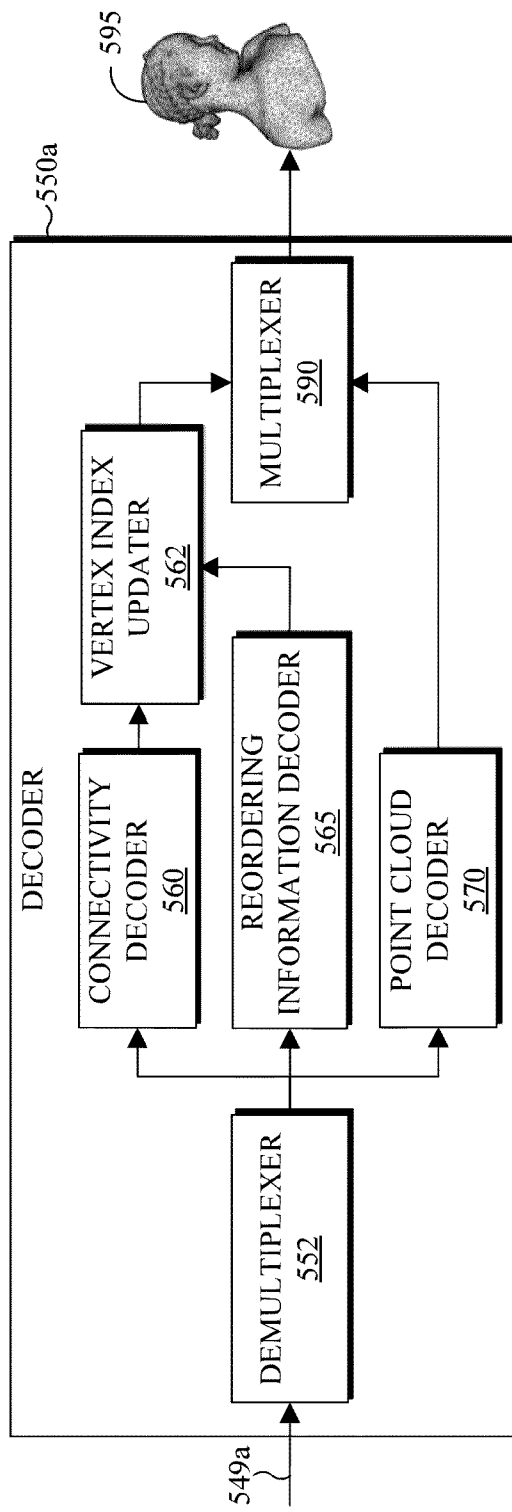 549a
DECODER
DEMULTIPLEXER
552
CONNECTIVITY
DECODER
560
REORDERING
INFORMATION DECODER
565
POINT CLOUD
DECODER
570
VERTEX INDEX
UPDATER
562
MULTIPLEXER
590
550a
595